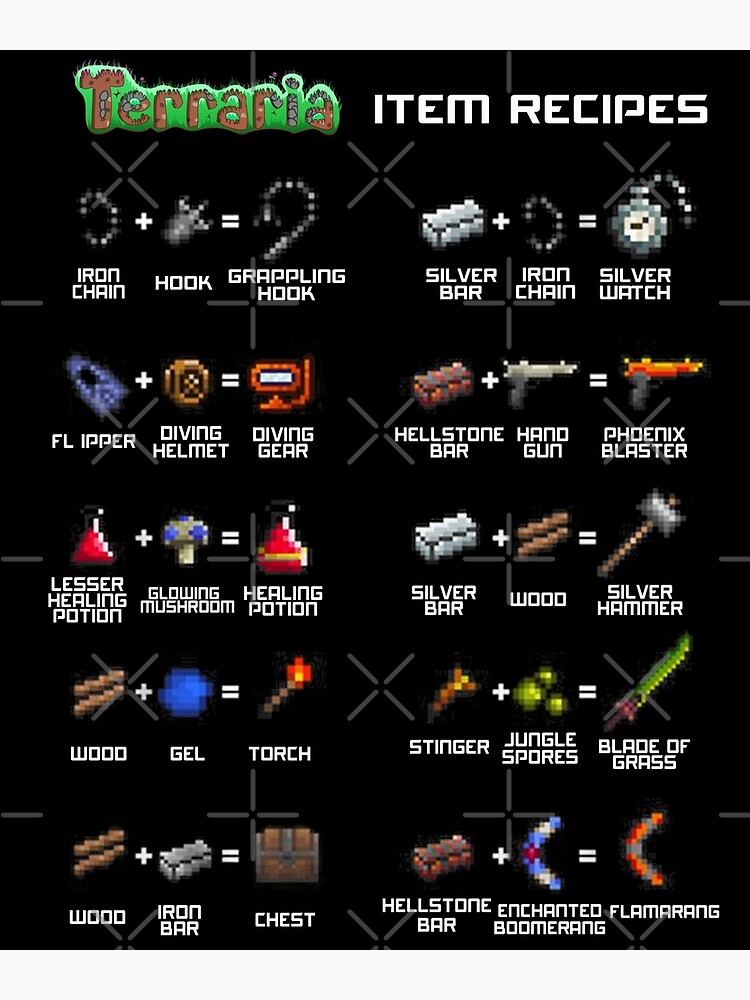 Terraria ITEM RECIPES
+ = + =
IRON CHAIN HOOK GRAPPLING HOOK SILVER BAR IRON CHAIN SILVER WATCH
+ = + =
FL IPPER DIVING HELMET DIVING GEAR HELLSTONE BAR HAND GUN PHOENIX BLASTER
+ = + =
LESSER HEALING POTION GLOWING MUSHROOM HEALING POTION SILVER BAR WOOD SILVER HAMMER
+ = + =
WOOD GEL TORCH STINGER JUNGLE SPORES BLADE OF GRASS
+ = + =
WOOD IRON BAR CHEST HELLSTONE BAR ENCHANTED BOOMERANG FLAMARANG